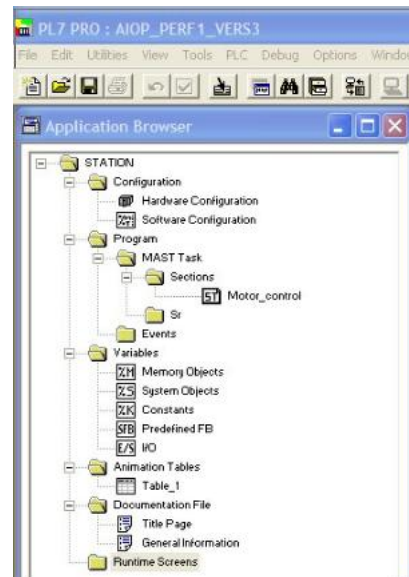 PL7 PRO : AIOP_PERF1_VERS3
File Edit Utilities View Tools PLC Debug Options
Application Browser
STATION
Configuration
Hardware Configuration
Software Configuration
Program
MAST Task
Sections
ST Motor_control
Sr
Events
Variables
%M Memory Objects
%S System Objects
%K Constants
SFB Predefined FB
E/S I/O
Animation Tables
Table_1
Documentation File
Title Page
General Information
Runtime Screens